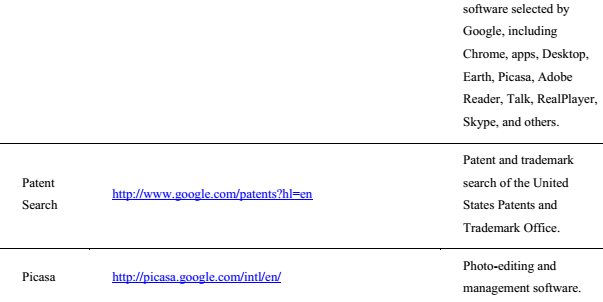 software selected by
Google, including
Chrome, apps, Desktop,
Earth, Picasa, Adobe
Reader, Talk, RealPlayer,
Skype, and others.
Patent
Search
http://www.google.com/patents?hl=en
Patent and trademark
search of the United
States Patents and
Trademark Office.
Picasa
http://picasa.google.com/intl/en/
Photo-editing and
management software.